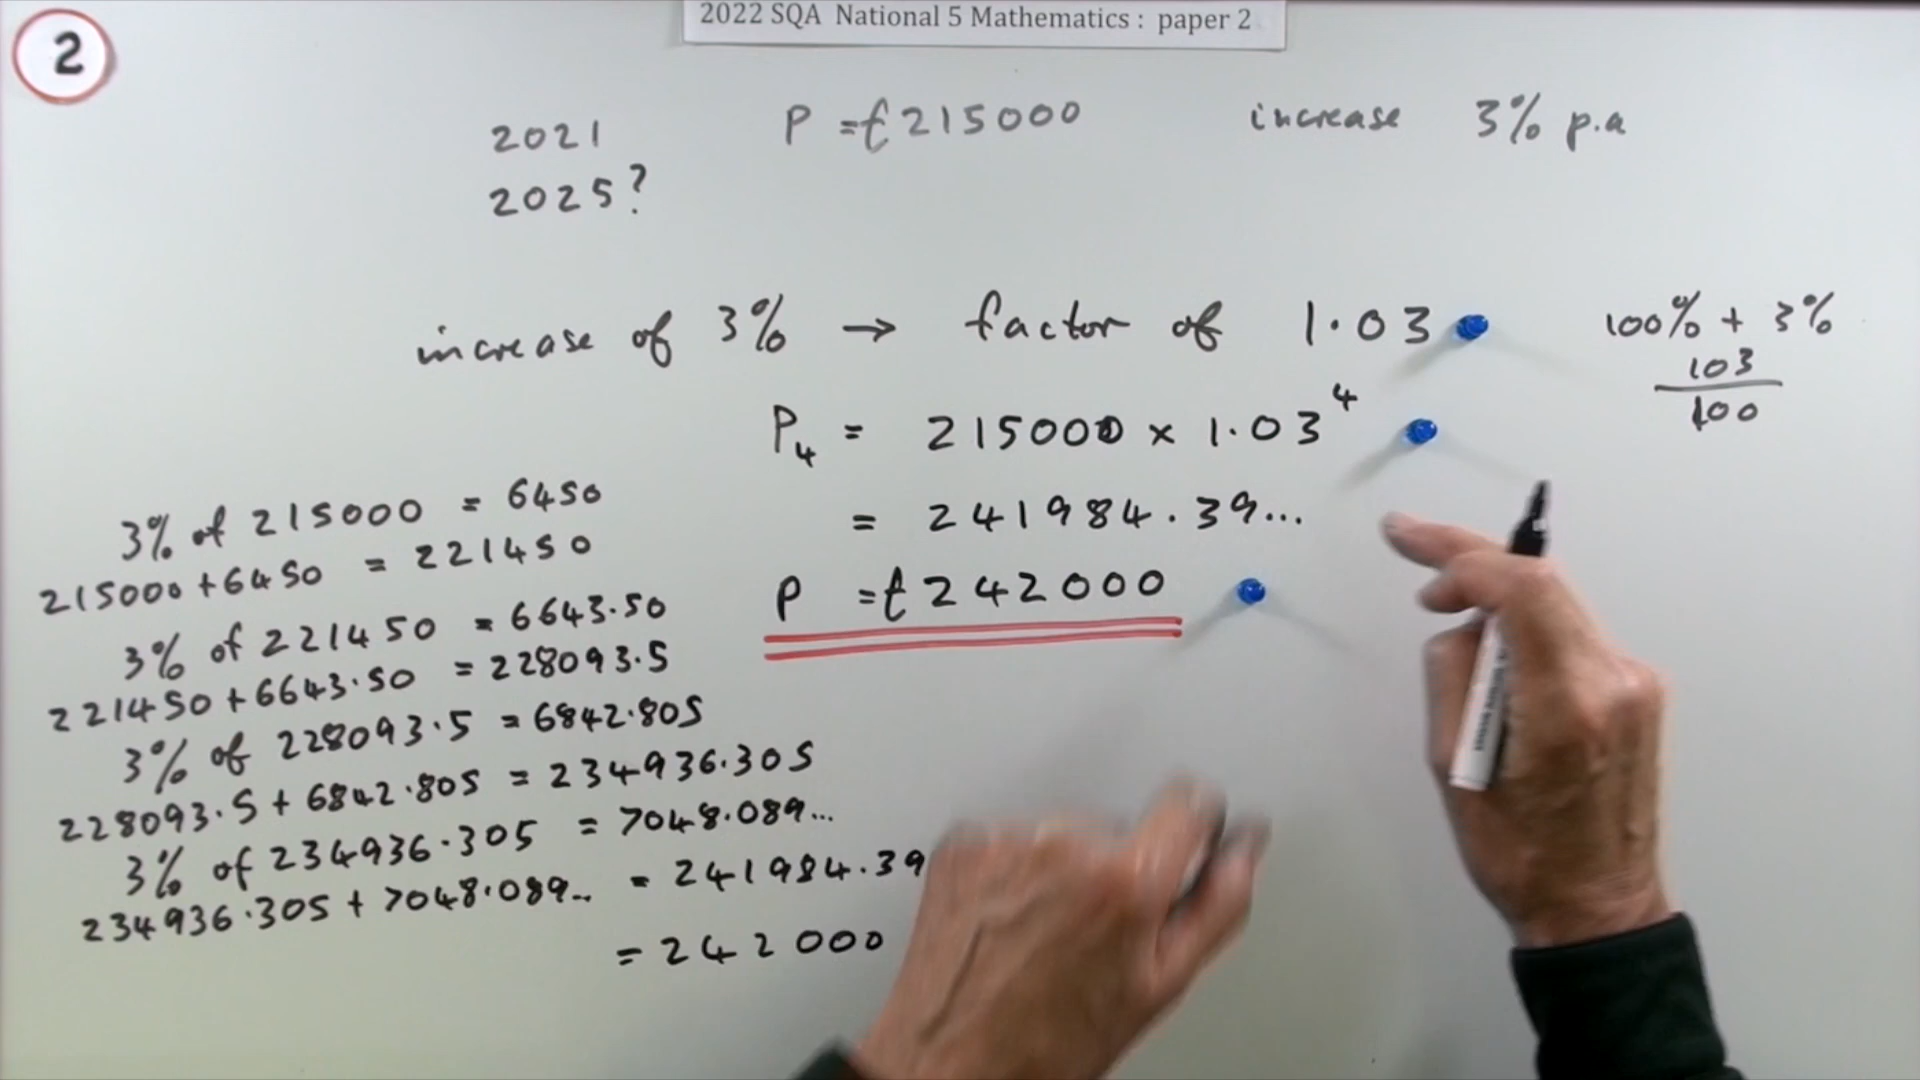 2022 SQA National 5 Mathematics : paper 2
2
2021 P = £215000 increase 3% p.a
2025?
increase of 3% → factor of 1·03
100% + 3%
103
100
P₄ = 215000 × 1·03⁴
= 241984·39...
P = £242000
3% of 215000 = 6450
215000 + 6450 = 221450
3% of 221450 = 6643·50
221450 + 6643·50 = 228093·5
3% of 228093·5 = 6842·805
228093·5 + 6842·805 = 234936·305
3% of 234936·305 = 7048·089...
234936·305 + 7048·089.. = 241984·39
= 242000